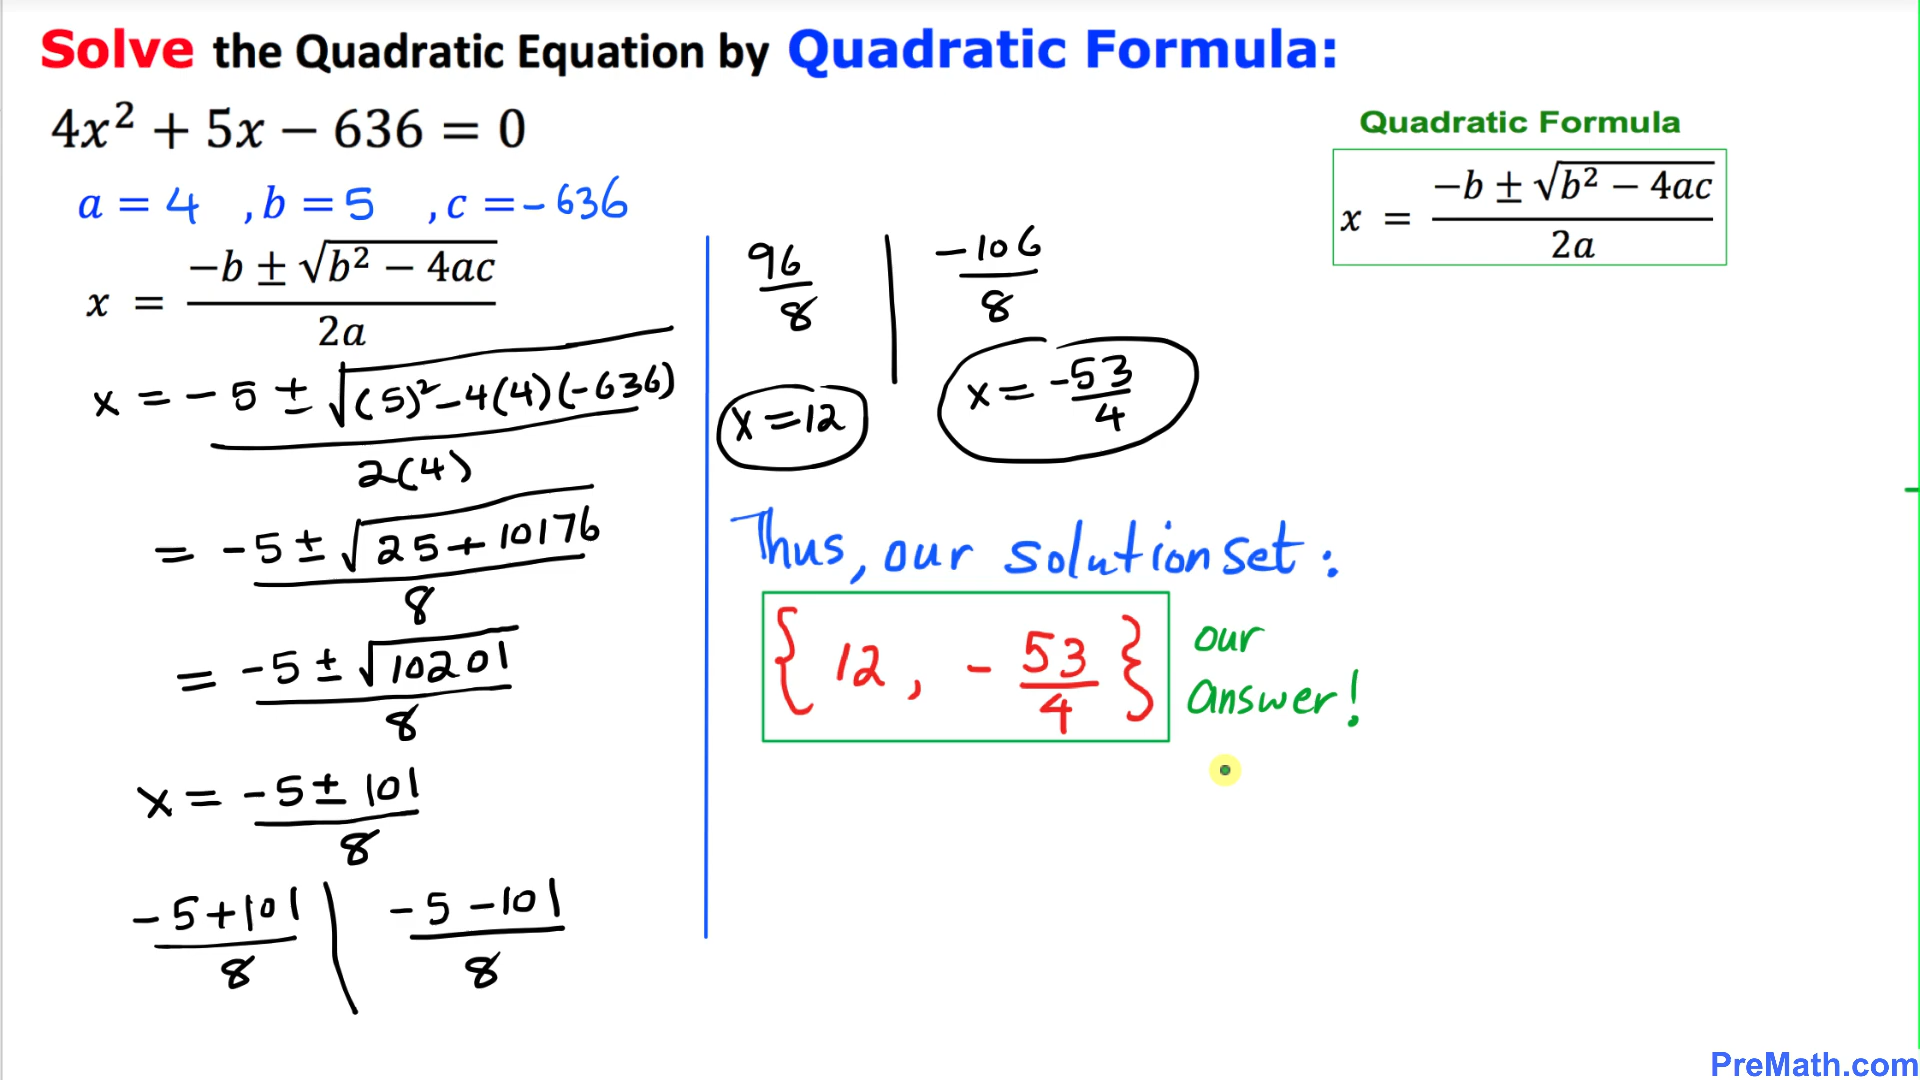 Solve the Quadratic Equation by Quadratic Formula:
4x² + 5x − 636 = 0
a = 4 , b = 5 , c = -636
x = (−b ± √(b² − 4ac)) / 2a
x = (-5 ± √((5)² - 4(4)(-636))) / 2(4)
= (-5 ± √(25 + 10176)) / 8
= (-5 ± √10201) / 8
x = (-5 ± 101) / 8
(-5 + 101) / 8 | (-5 - 101) / 8
96/8 | -106/8
x = 12 | x = -53/4
Thus, our solution set:
{ 12 , - 53/4 }
our
answer!
Quadratic Formula
x = (−b ± √(b² − 4ac)) / 2a
PreMath.com